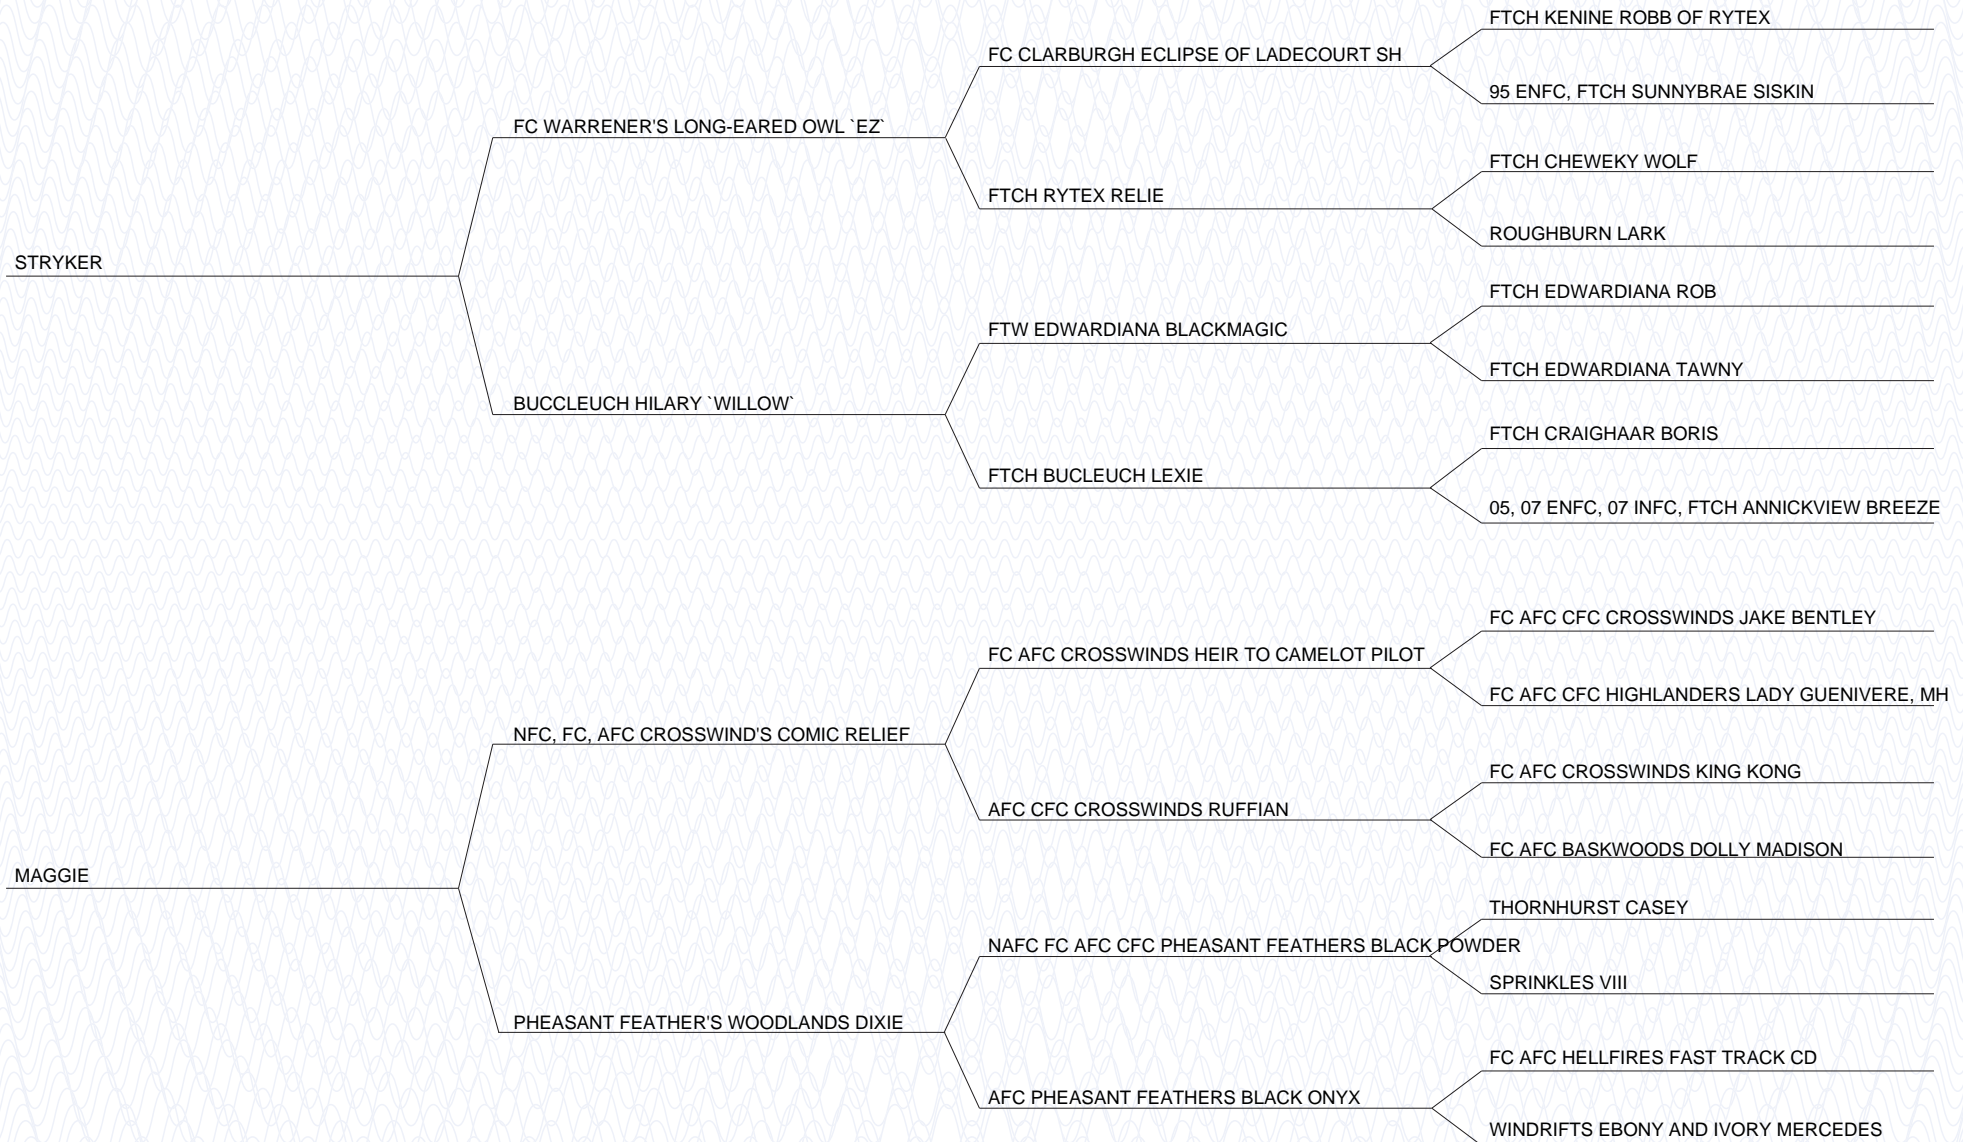 FTCH KENINE ROBB OF RYTEX
FC CLARBURGH ECLIPSE OF LADECOURT SH
95 ENFC, FTCH SUNNYBRAE SISKIN
FC WARRENER'S LONG-EARED OWL `EZ`
FTCH CHEWEKY WOLF
FTCH RYTEX RELIE
ROUGHBURN LARK
STRYKER
FTCH EDWARDIANA ROB
FTW EDWARDIANA BLACKMAGIC
FTCH EDWARDIANA TAWNY
BUCCLEUCH HILARY `WILLOW`
FTCH CRAIGHAAR BORIS
FTCH BUCLEUCH LEXIE
05, 07 ENFC, 07 INFC, FTCH ANNICKVIEW BREEZE
FC AFC CFC CROSSWINDS JAKE BENTLEY
FC AFC CROSSWINDS HEIR TO CAMELOT PILOT
FC AFC CFC HIGHLANDERS LADY GUENIVERE, MH
NFC, FC, AFC CROSSWIND'S COMIC RELIEF
FC AFC CROSSWINDS KING KONG
AFC CFC CROSSWINDS RUFFIAN
FC AFC BASKWOODS DOLLY MADISON
MAGGIE
THORNHURST CASEY
NAFC FC AFC CFC PHEASANT FEATHERS BLACK POWDER
SPRINKLES VIII
PHEASANT FEATHER'S WOODLANDS DIXIE
FC AFC HELLFIRES FAST TRACK CD
AFC PHEASANT FEATHERS BLACK ONYX
WINDRIFTS EBONY AND IVORY MERCEDES